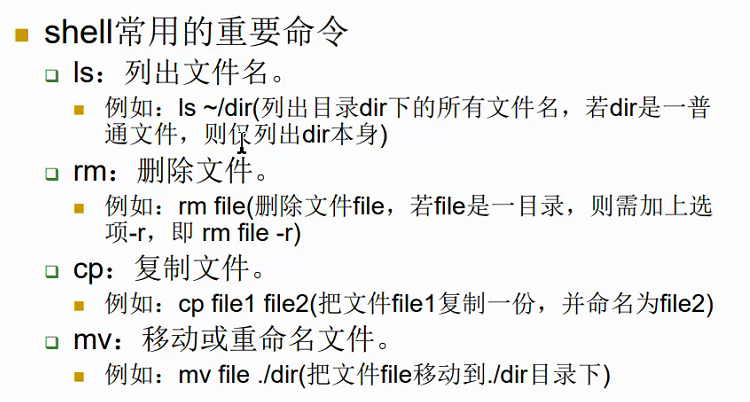 shell常用的重要命令
ls：列出文件名。
例如：ls ~/dir(列出目录dir下的所有文件名，若dir是一普
通文件，则仅列出dir本身)
rm：删除文件。
例如：rm file(删除文件file，若file是一目录，则需加上选
项-r，即 rm file -r)
cp：复制文件。
例如：cp file1 file2(把文件file1复制一份，并命名为file2)
mv：移动或重命名文件。
例如：mv file ./dir(把文件file移动到./dir目录下)